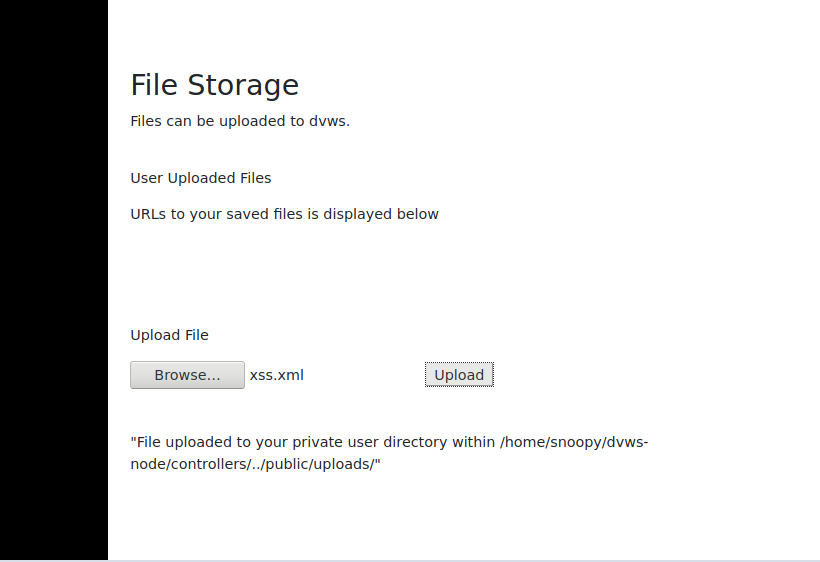 File Storage
Files can be uploaded to dvws.
User Uploaded Files
URLs to your saved files is displayed below
Upload File
Browse... xss.xml Upload
"File uploaded to your private user directory within /home/snoopy/dvws-
node/controllers/../public/uploads/"